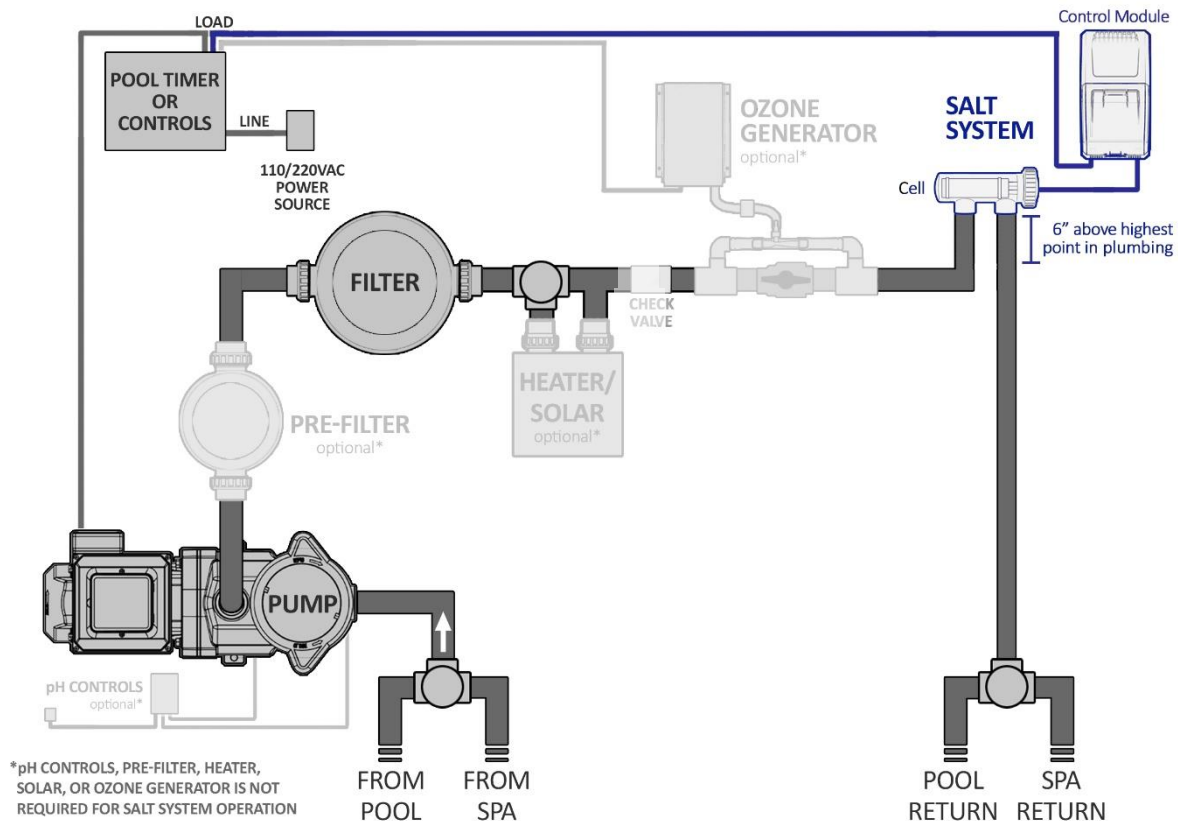 LOAD
Control Module
POOL TIMER
OR
CONTROLS
LINE
110/220VAC
POWER
SOURCE
OZONE
GENERATOR
optional*
SALT
SYSTEM
Cell
6” above highest
point in plumbing
FILTER
CHECK
VALVE
HEATER/
SOLAR
optional*
PRE-FILTER
optional*
PUMP
pH CONTROLS
optional*
*pH CONTROLS, PRE-FILTER, HEATER,
SOLAR, OR OZONE GENERATOR IS NOT
REQUIRED FOR SALT SYSTEM OPERATION
FROM
POOL
FROM
SPA
POOL
RETURN
SPA
RETURN